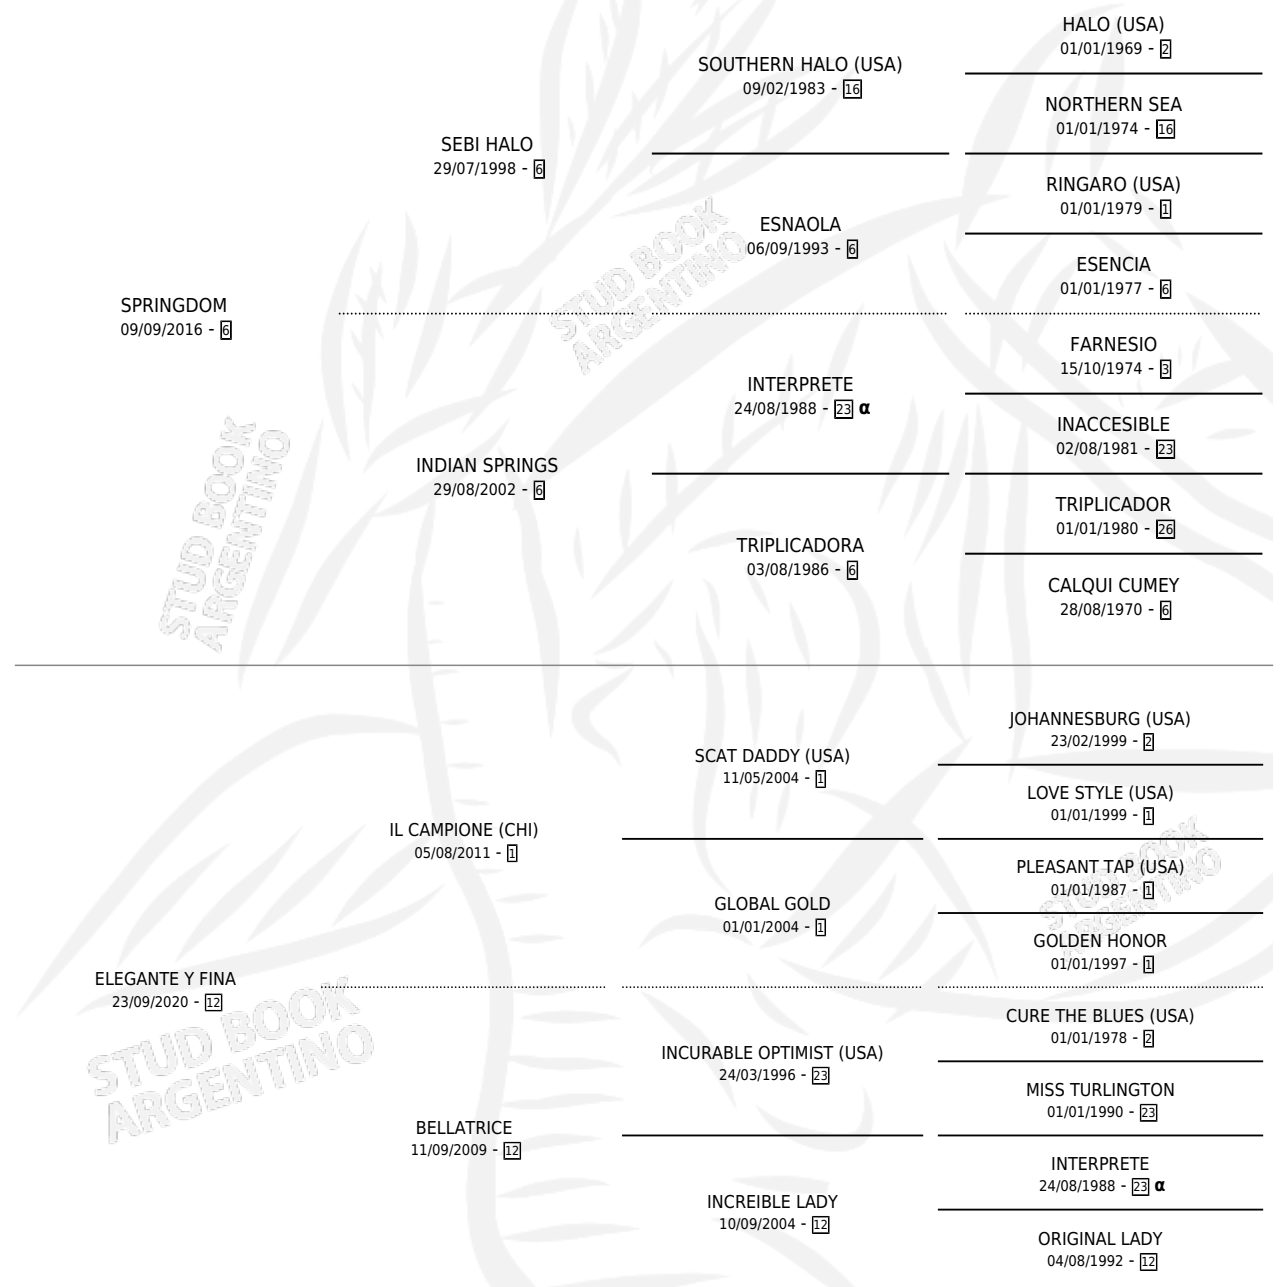 HALO (USA)
01/01/1969 - 2
SOUTHERN HALO (USA)
09/02/1983 - 16
NORTHERN SEA
01/01/1974 - 16
SEBI HALO
29/07/1998 - 6
RINGARO (USA)
01/01/1979 - 1
ESNAOLA
06/09/1993 - 6
ESENCIA
01/01/1977 - 6
SPRINGDOM
09/09/2016 - 6
FARNESIO
15/10/1974 - 3
INTERPRETE
24/08/1988 - 23 α
INACCESIBLE
02/08/1981 - 23
INDIAN SPRINGS
29/08/2002 - 6
TRIPLICADOR
01/01/1980 - 26
TRIPLICADORA
03/08/1986 - 6
CALQUI CUMEY
28/08/1970 - 6
JOHANNESBURG (USA)
23/02/1999 - 2
SCAT DADDY (USA)
11/05/2004 - 1
LOVE STYLE (USA)
01/01/1999 - 1
IL CAMPIONE (CHI)
05/08/2011 - 1
PLEASANT TAP (USA)
01/01/1987 - 1
GLOBAL GOLD
01/01/2004 - 1
GOLDEN HONOR
01/01/1997 - 1
ELEGANTE Y FINA
23/09/2020 - 12
CURE THE BLUES (USA)
01/01/1978 - 2
INCURABLE OPTIMIST (USA)
24/03/1996 - 23
MISS TURLINGTON
01/01/1990 - 23
BELLATRICE
11/09/2009 - 12
INTERPRETE
24/08/1988 - 23 α
INCREIBLE LADY
10/09/2004 - 12
ORIGINAL LADY
04/08/1992 - 12
STUD BOOK
ARGENTINO
STUD BOOK
ARGENTINO
STUD BOOK
ARGENTINO
STUD BOOK
ARGENTINO